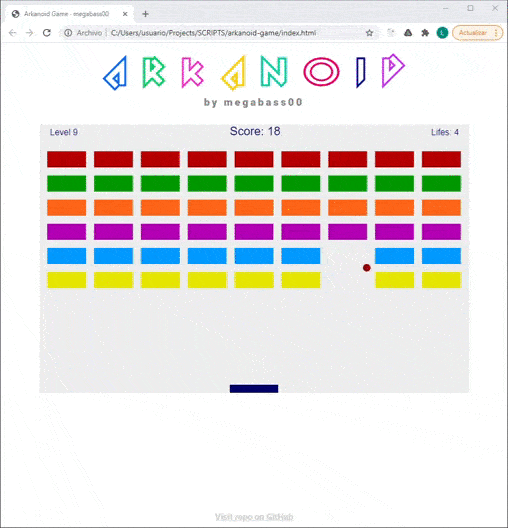 Arkanoid Game - megabass00
Archivo | C:/Users/usuario/Projects/SCRIPTS/arkanoid-game/index.html
Actualizar
ARKANOID
by megabass00
Level 9 Score: 18 Lifes: 4
Visit repo on GitHub